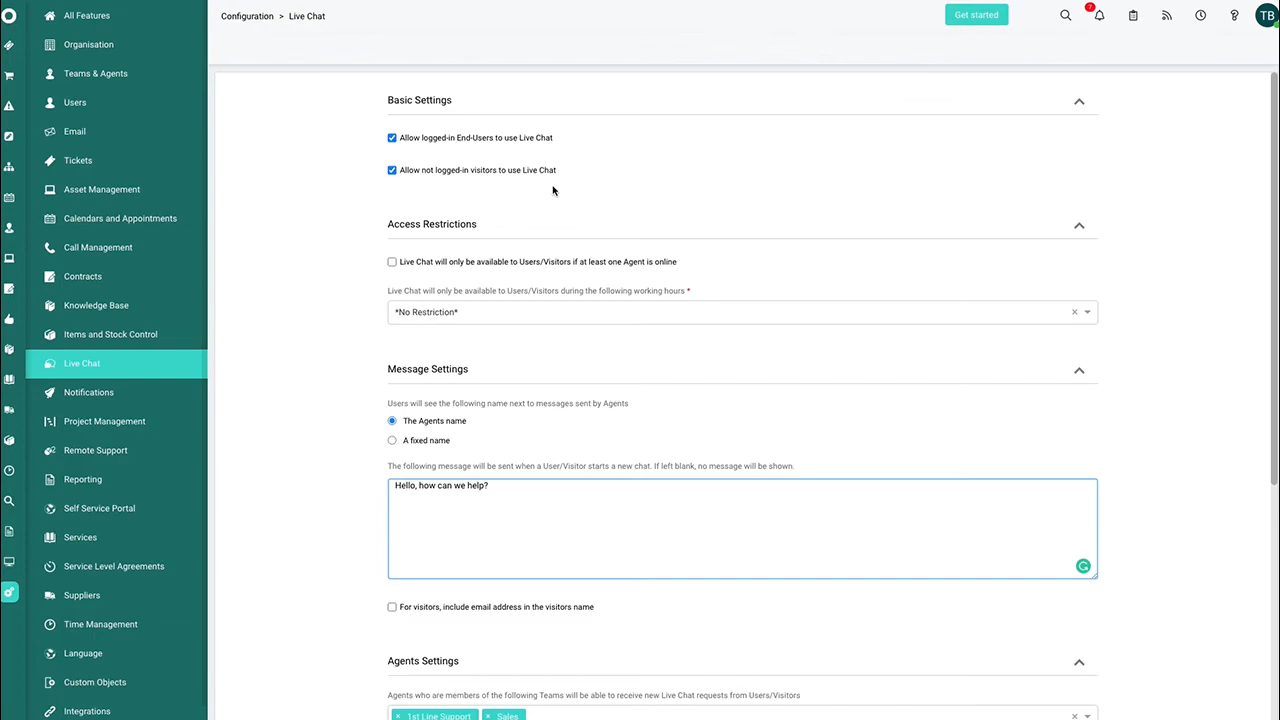 All Features
Organisation
Teams & Agents
Users
Email
Tickets
Asset Management
Calendars and Appointments
Call Management
Contracts
Knowledge Base
Items and Stock Control
Live Chat
Notifications
Project Management
Remote Support
Reporting
Self Service Portal
Services
Service Level Agreements
Suppliers
Time Management
Language
Custom Objects
Integrations
Configuration > Live Chat
Get started
7
TB
Basic Settings
Allow logged-in End-Users to use Live Chat
Allow not logged-in visitors to use Live Chat
Access Restrictions
Live Chat will only be available to Users/Visitors if at least one Agent is online
Live Chat will only be available to Users/Visitors during the following working hours *
*No Restriction*
Message Settings
Users will see the following name next to messages sent by Agents
The Agents name
A fixed name
The following message will be sent when a User/Visitor starts a new chat. If left blank, no message will be shown.
Hello, how can we help?
For visitors, include email address in the visitors name
Agents Settings
Agents who are members of the following Teams will be able to receive new Live Chat requests from Users/Visitors
× 1st Line Support × Sales